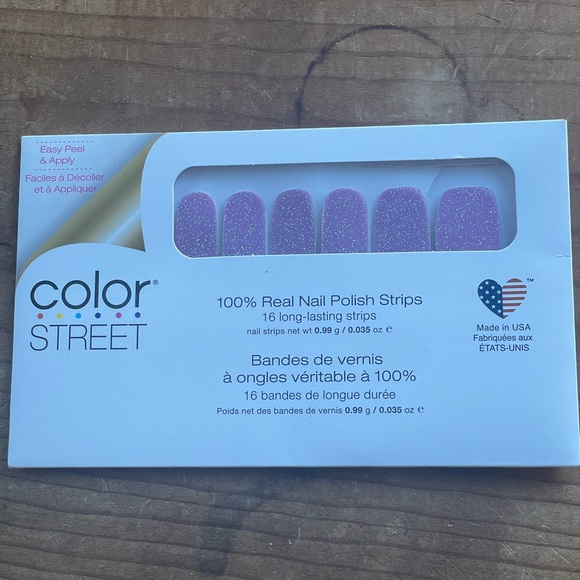 Easy Peel
& Apply
Faciles à Décoller
et à Appliquer
color®
STREET
100% Real Nail Polish Strips
16 long-lasting strips
nail strips net wt 0.99 g / 0.035 oz ℮
Bandes de vernis
à ongles véritable à 100%
16 bandes de longue durée
Poids net des bandes de vernis 0.99 g / 0.035 oz ℮
™
Made in USA
Fabriquées aux
ÉTATS-UNIS